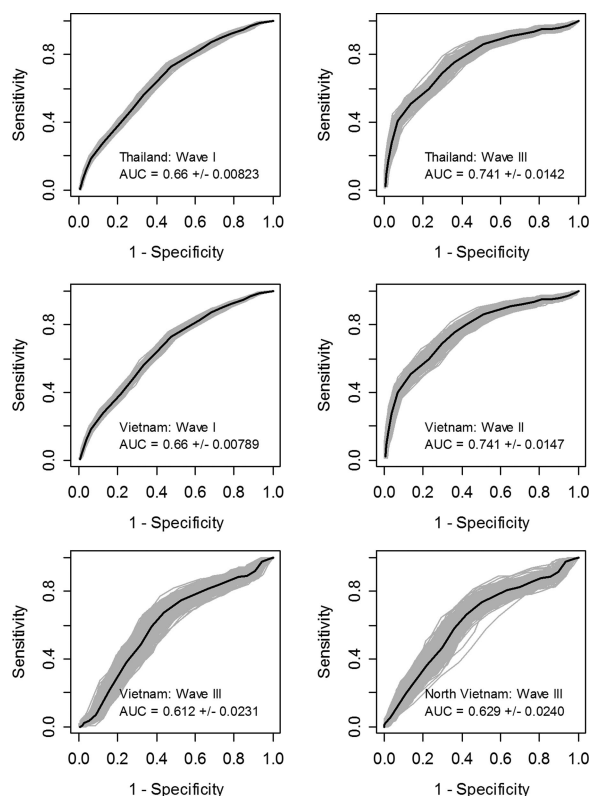 Sensitivity
0.0 0.4 0.8
Thailand: Wave I
AUC = 0.66 +/- 0.00823
0.0 0.2 0.4 0.6 0.8 1.0
1 - Specificity
Sensitivity
0.0 0.4 0.8
Thailand: Wave III
AUC = 0.741 +/- 0.0142
0.0 0.2 0.4 0.6 0.8 1.0
1 - Specificity
Sensitivity
0.0 0.4 0.8
Vietnam: Wave I
AUC = 0.66 +/- 0.00789
0.0 0.2 0.4 0.6 0.8 1.0
1 - Specificity
Sensitivity
0.0 0.4 0.8
Vietnam: Wave II
AUC = 0.741 +/- 0.0147
0.0 0.2 0.4 0.6 0.8 1.0
1 - Specificity
Sensitivity
0.0 0.4 0.8
Vietnam: Wave III
AUC = 0.612 +/- 0.0231
0.0 0.2 0.4 0.6 0.8 1.0
1 - Specificity
Sensitivity
0.0 0.4 0.8
North Vietnam: Wave III
AUC = 0.629 +/- 0.0240
0.0 0.2 0.4 0.6 0.8 1.0
1 - Specificity